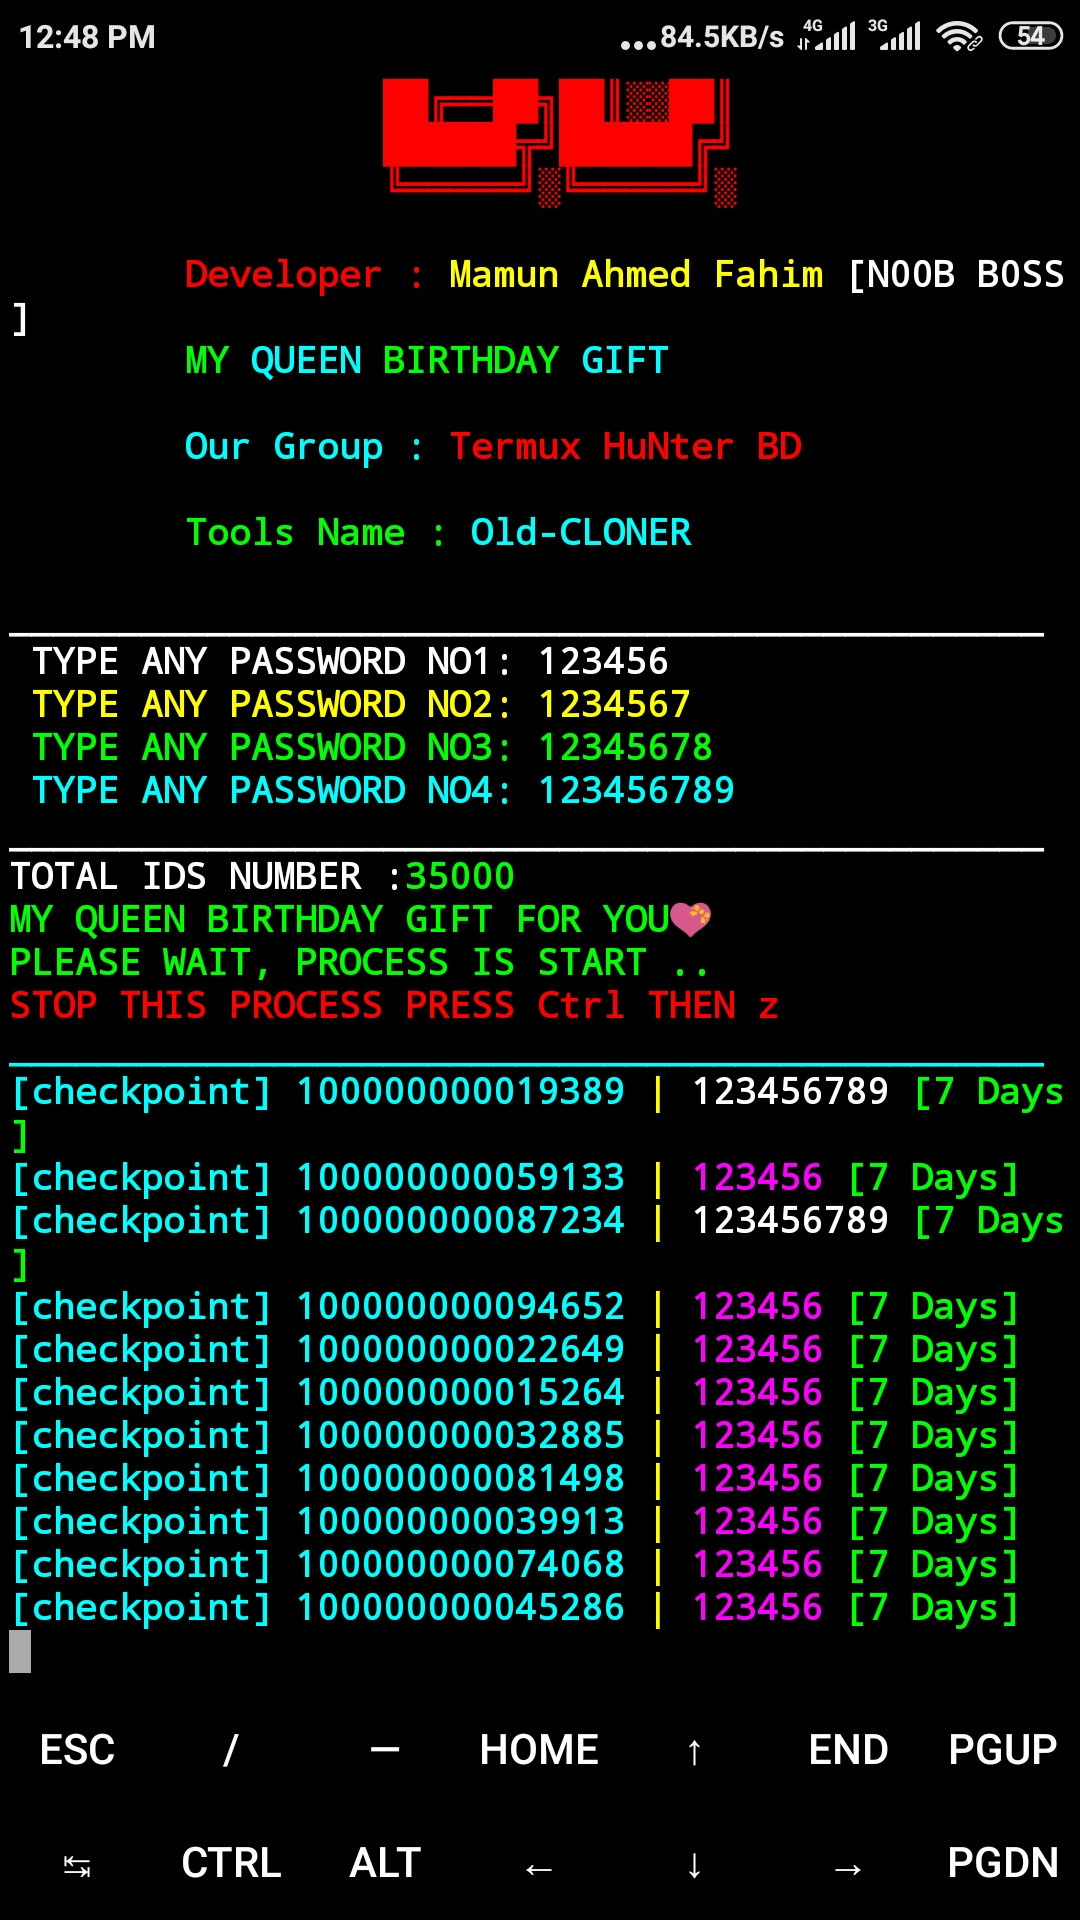 12:48 PM ...84.5KB/s 4G 3G 54
Developer : Mamun Ahmed Fahim [N00B B0SS
]
MY QUEEN BIRTHDAY GIFT
Our Group : Termux HuNter BD
Tools Name : Old-CLONER
TYPE ANY PASSWORD NO1: 123456
TYPE ANY PASSWORD NO2: 1234567
TYPE ANY PASSWORD NO3: 12345678
TYPE ANY PASSWORD NO4: 123456789
TOTAL IDS NUMBER :35000
MY QUEEN BIRTHDAY GIFT FOR YOU💝
PLEASE WAIT, PROCESS IS START ..
STOP THIS PROCESS PRESS Ctrl THEN z
[checkpoint] 100000000019389 | 123456789 [7 Days
]
[checkpoint] 100000000059133 | 123456 [7 Days]
[checkpoint] 100000000087234 | 123456789 [7 Days
]
[checkpoint] 100000000094652 | 123456 [7 Days]
[checkpoint] 100000000022649 | 123456 [7 Days]
[checkpoint] 100000000015264 | 123456 [7 Days]
[checkpoint] 100000000032885 | 123456 [7 Days]
[checkpoint] 100000000081498 | 123456 [7 Days]
[checkpoint] 100000000039913 | 123456 [7 Days]
[checkpoint] 100000000074068 | 123456 [7 Days]
[checkpoint] 100000000045286 | 123456 [7 Days]
ESC / — HOME ↑ END PGUP
↹ CTRL ALT ← ↓ → PGDN